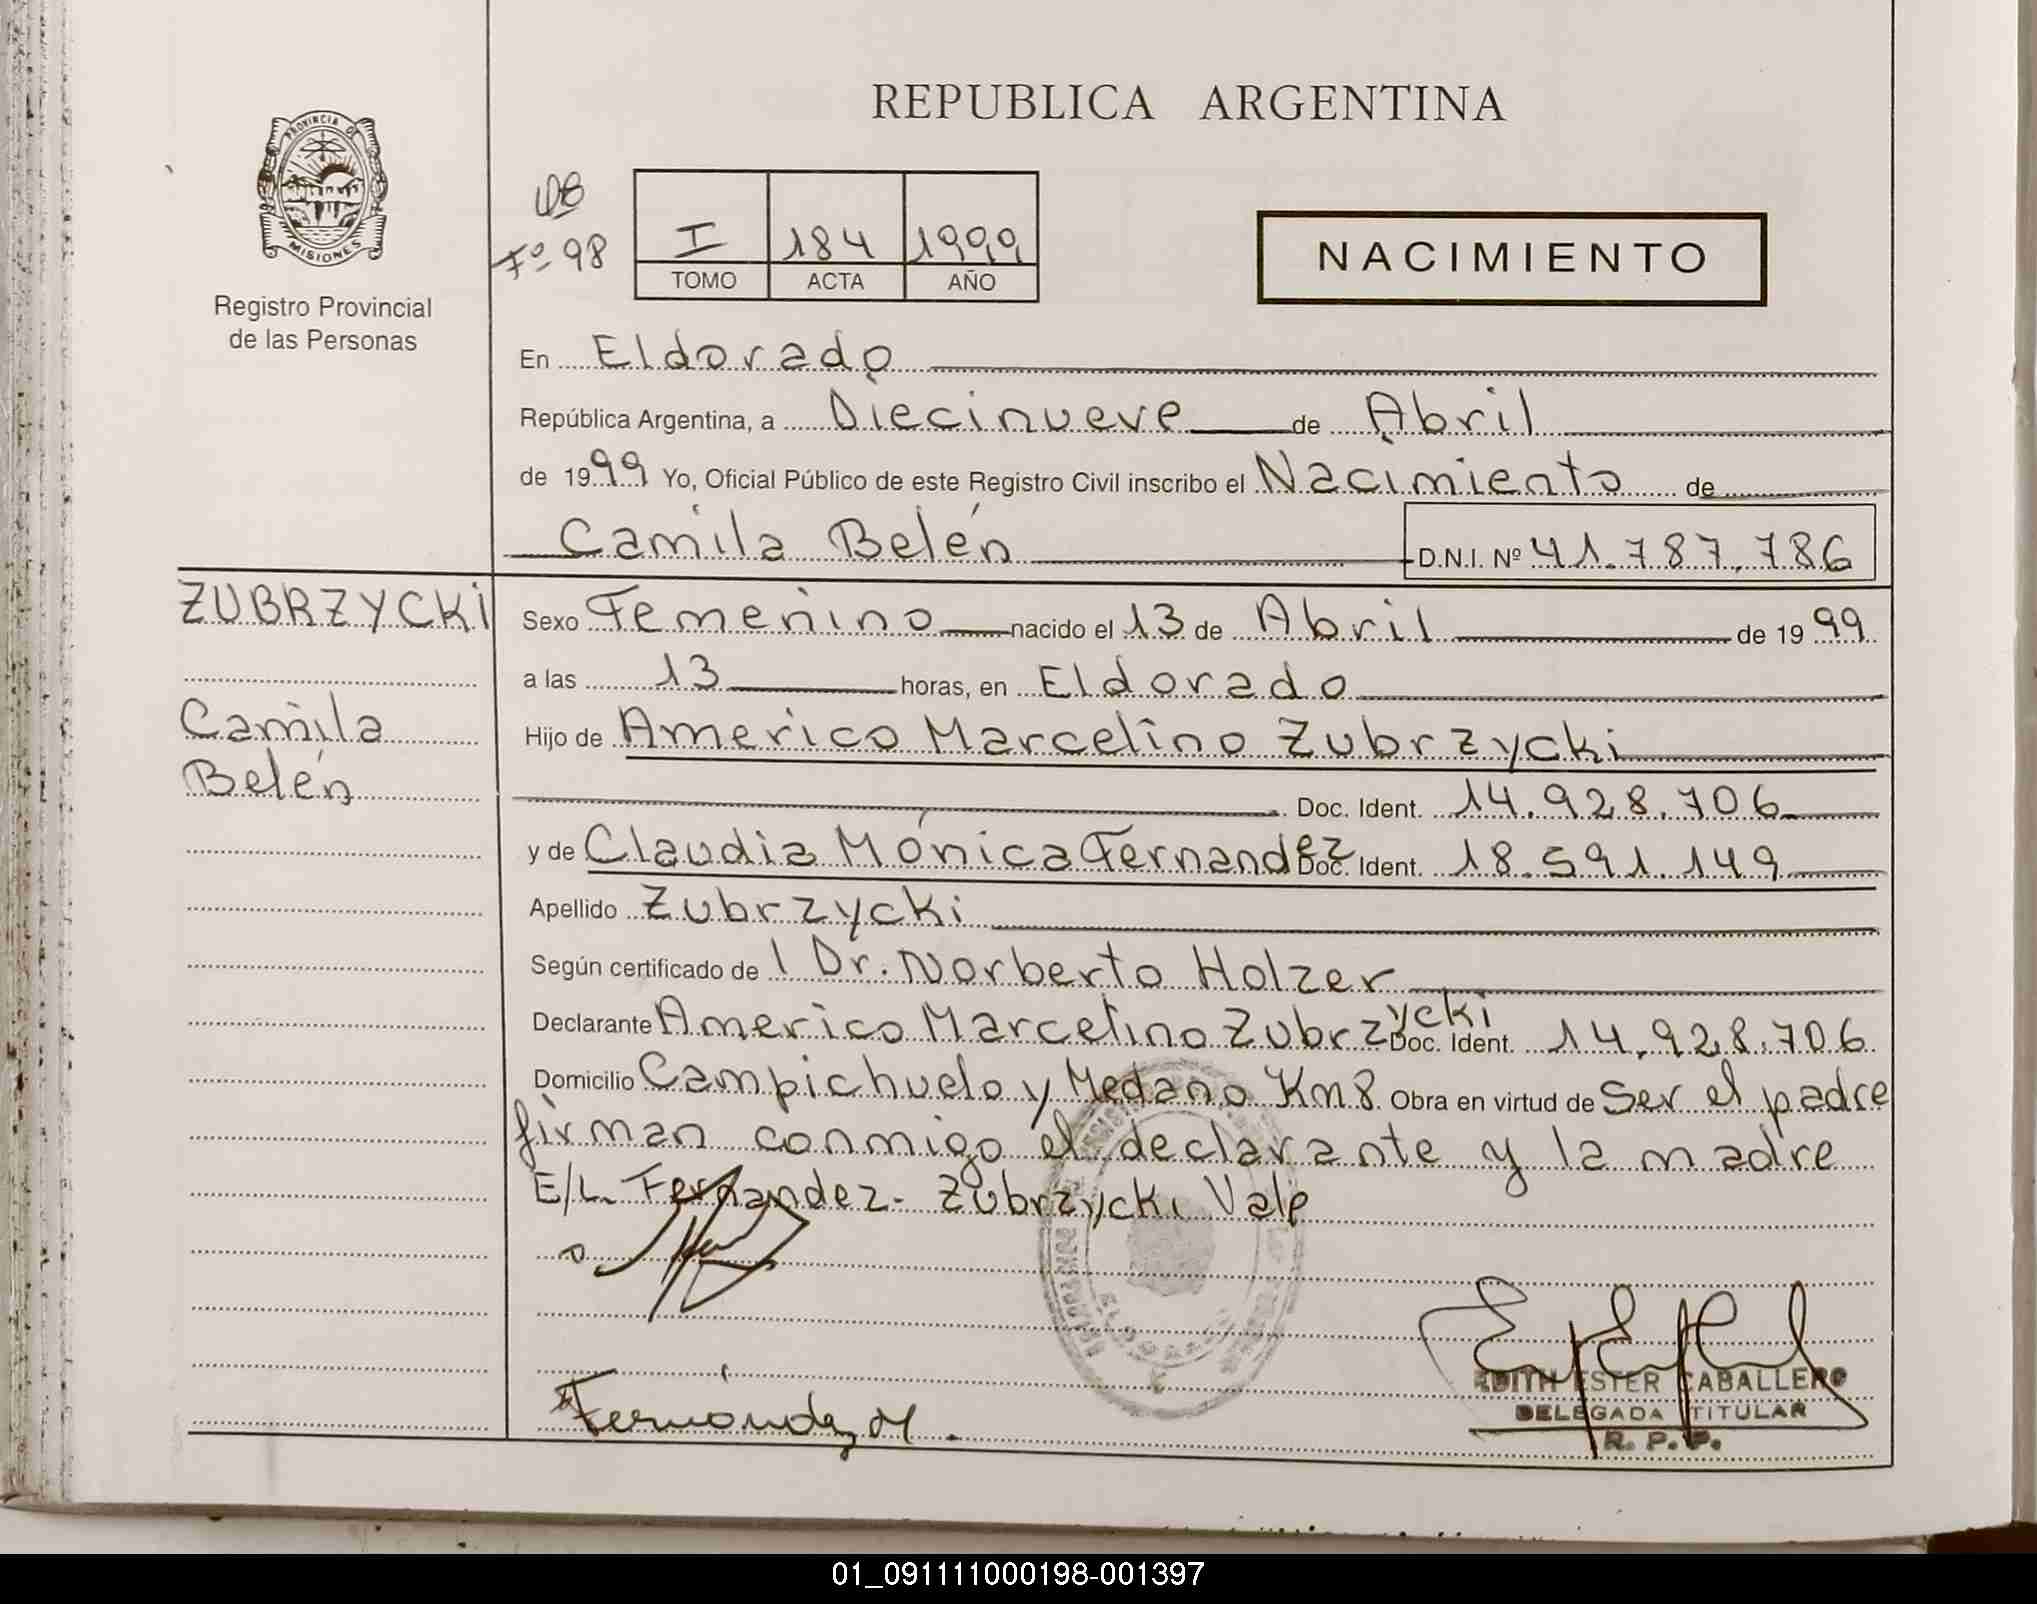 REPUBLICA ARGENTINA
PROVINCIA DE
MISIONES
Registro Provincial
de las Personas
Fº 98
I 184 1999
TOMO ACTA AÑO
NACIMIENTO
En Eldorado
República Argentina, a Diecinueve de Abril
de 1999 Yo, Oficial Público de este Registro Civil inscribo el Nacimiento de
Camila Belén D.N.I. Nº 41.787.786
ZUBRZYCKI
Camila
Belén
Sexo Femenino nacido el 13 de Abril de 1999
a las 13 horas, en Eldorado
Hijo de Americo Marcelino Zubrzycki
Doc. Ident. 14.928.706
y de Claudia Mónica Fernandez Doc. Ident. 18.591.149
Apellido Zubrzycki
Según certificado de l Dr. Norberto Holzer
Declarante Americo Marcelino Zubrzycki Doc. Ident. 14.928.706
Domicilio Campichuelo y Medano Km 8 Obra en virtud de Ser el padre
firman conmigo el declarante y la madre
E/L. Fernandez - Zubrzycki Vale
Fernández M.
EDITH ESTER CABALLERO
DELEGADA TITULAR
R. P. P.
01_091111000198-001397